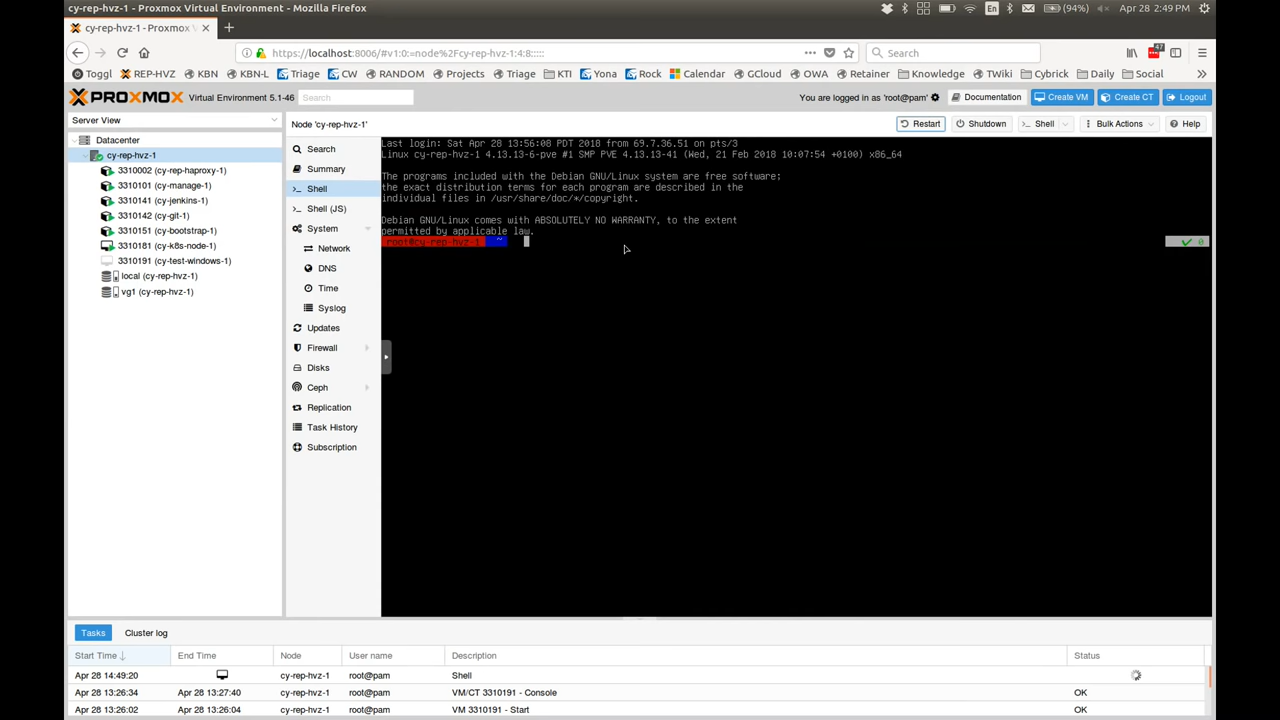 cy-rep-hvz-1 - Proxmox Virtual Environment - Mozilla Firefox
En
(94%)
Apr 28 2:49 PM
cy-rep-hvz-1 - Proxmox V
https://localhost:8006/#v1:0:=node%2Fcy-rep-hvz-1:4:8:::::
Search
47
Toggl REP-HVZ KBN KBN-L Triage CW RANDOM Projects Triage KTI Yona Rock Calendar GCloud OWA Retainer Knowledge TWiki Cybrick Daily Social
PROXMOX Virtual Environment 5.1-46
Search
You are logged in as 'root@pam'
Documentation
Create VM
Create CT
Logout
Server View
Node 'cy-rep-hvz-1'
Restart
Shutdown
Shell
Bulk Actions
Help
Datacenter
cy-rep-hvz-1
3310002 (cy-rep-haproxy-1)
3310101 (cy-manage-1)
3310141 (cy-jenkins-1)
3310142 (cy-git-1)
3310151 (cy-bootstrap-1)
3310181 (cy-k8s-node-1)
3310191 (cy-test-windows-1)
local (cy-rep-hvz-1)
vg1 (cy-rep-hvz-1)
Search
Summary
Shell
Shell (JS)
System
Network
DNS
Time
Syslog
Updates
Firewall
Disks
Ceph
Replication
Task History
Subscription
Last login: Sat Apr 28 13:56:08 PDT 2018 from 69.7.36.51 on pts/3
Linux cy-rep-hvz-1 4.13.13-6-pve #1 SMP PVE 4.13.13-41 (Wed, 21 Feb 2018 10:07:54 +0100) x86_64
The programs included with the Debian GNU/Linux system are free software;
the exact distribution terms for each program are described in the
individual files in /usr/share/doc/*/copyright.
Debian GNU/Linux comes with ABSOLUTELY NO WARRANTY, to the extent
permitted by applicable law.
root@cy-rep-hvz-1 ~
Tasks
Cluster log
Start Time End Time Node User name Description Status
Apr 28 14:49:20 cy-rep-hvz-1 root@pam Shell
Apr 28 13:26:34 Apr 28 13:27:40 cy-rep-hvz-1 root@pam VM/CT 3310191 - Console OK
Apr 28 13:26:02 Apr 28 13:26:04 cy-rep-hvz-1 root@pam VM 3310191 - Start OK